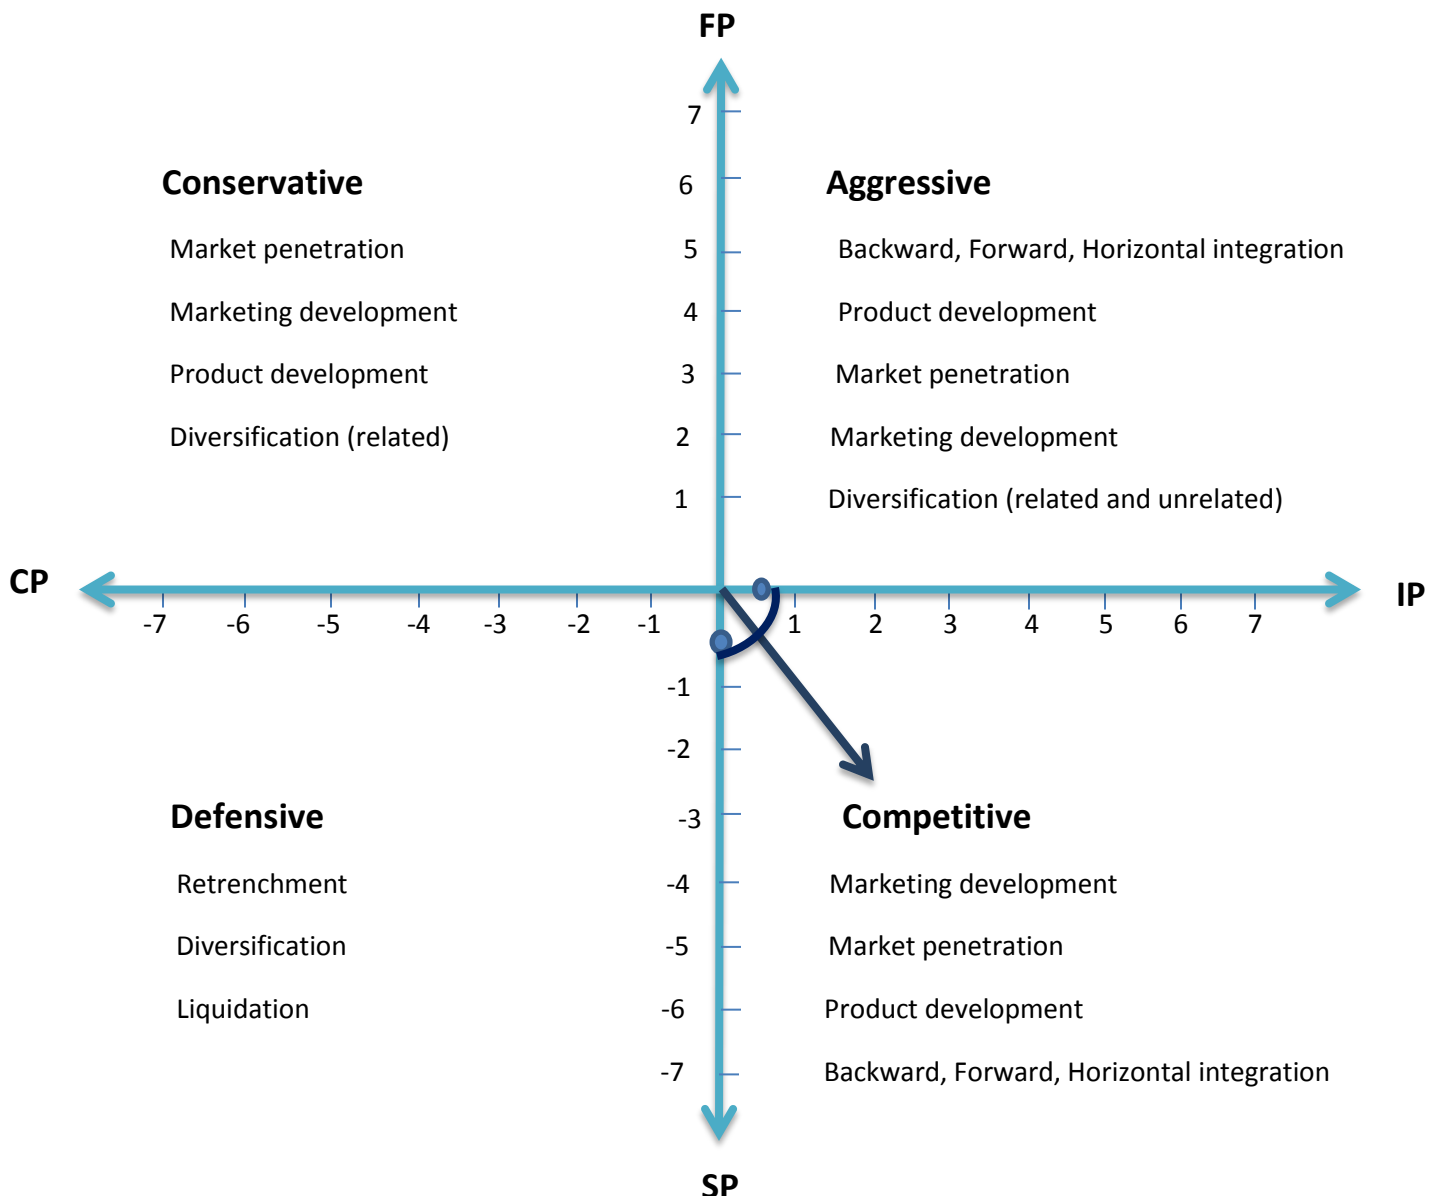 FP
7
Conservative
6
Aggressive
Market penetration
5
Backward, Forward, Horizontal integration
Marketing development
4
Product development
Product development
3
Market penetration
Diversification (related)
2
Marketing development
1
Diversification (related and unrelated)
CP
IP
-7 -6 -5 -4 -3 -2 -1 1 2 3 4 5 6 7
-1
-2
Defensive
-3
Competitive
Retrenchment
-4
Marketing development
Diversification
-5
Market penetration
Liquidation
-6
Product development
-7
Backward, Forward, Horizontal integration
SP